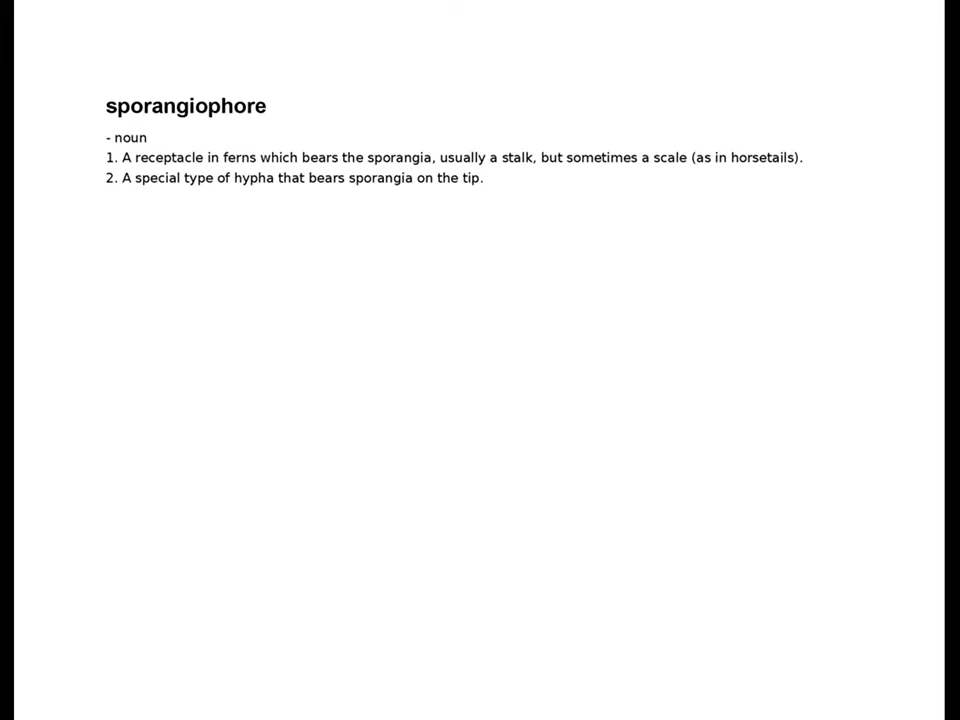 sporangiophore
- noun
1. A receptacle in ferns which bears the sporangia, usually a stalk, but sometimes a scale (as in horsetails).
2. A special type of hypha that bears sporangia on the tip.